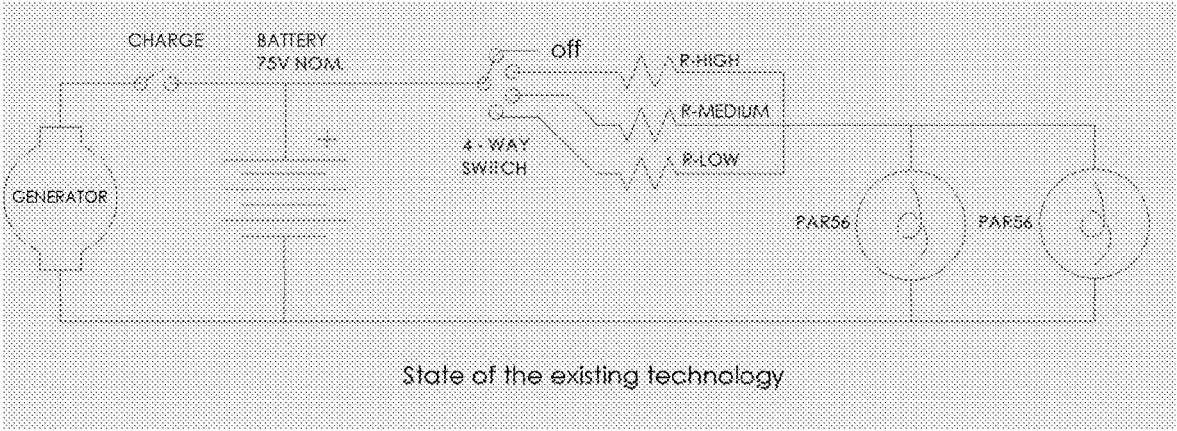 CHARGE
BATTERY
75V NOM.
off
R-HIGH
R-MEDIUM
4 - WAY
SWITCH
R-LOW
+
GENERATOR
PAR56
PAR56
State of the existing technology